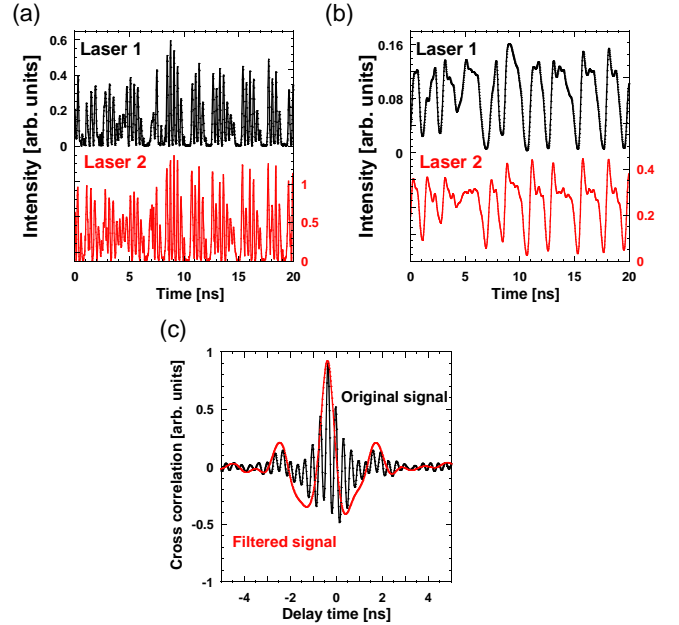 (a)
Laser 1
0.6
0.4
0.2
0
Laser 2
1
0.5
0
Intensity [arb. units]
0 5 10 15 20
Time [ns]
(b)
Laser 1
0.16
0.08
0
Laser 2
0.4
0.2
0
Intensity [arb. units]
0 5 10 15 20
Time [ns]
(c)
1
0.5
0
-0.5
-1
Cross correlation [arb. units]
Original signal
Filtered signal
-4 -2 0 2 4
Delay time [ns]